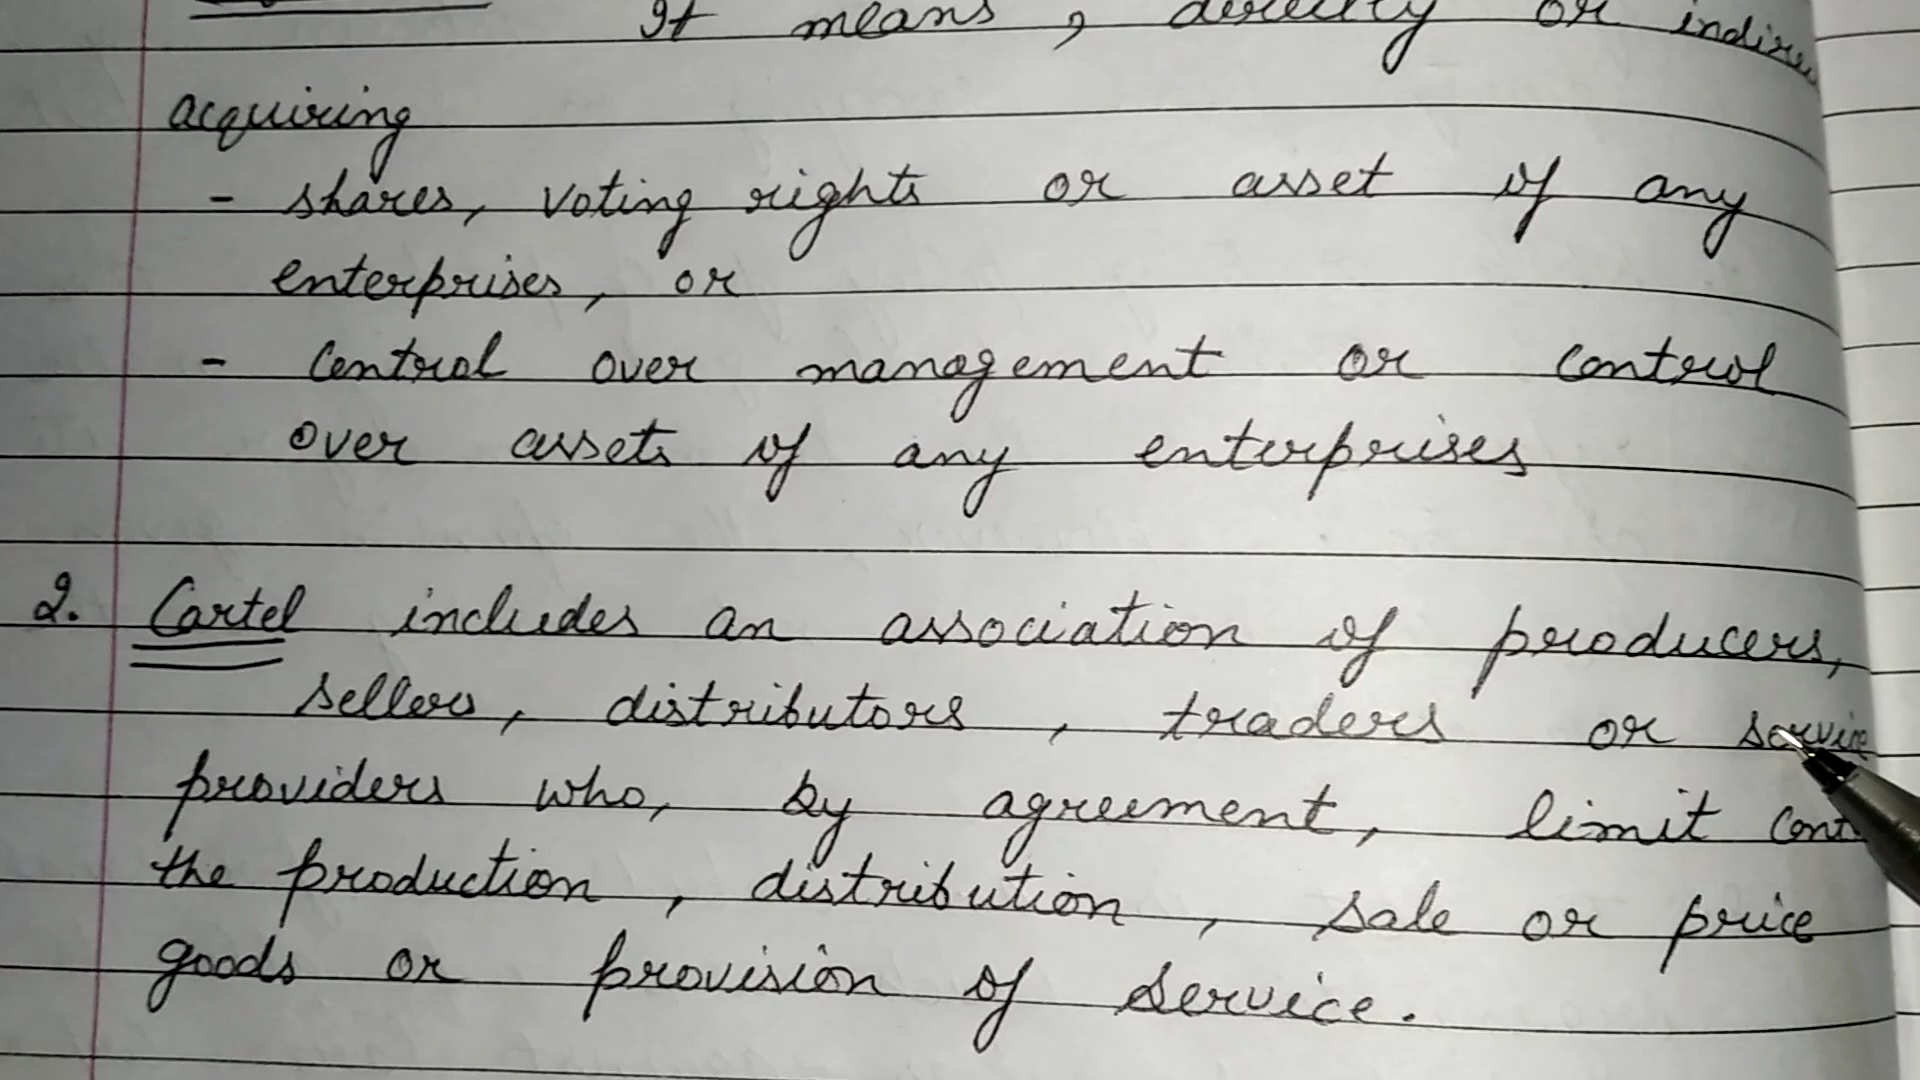 It means, directly or
acquiring
- shares, voting rights or asset of any
enterprises, or
- Control over management or control
over assets of any enterprises
2. Cartel includes an association of producers,
sellers, distributors, traders or service
providers who, by agreement, limit
the production, distribution, sale or price
goods or provision of service.